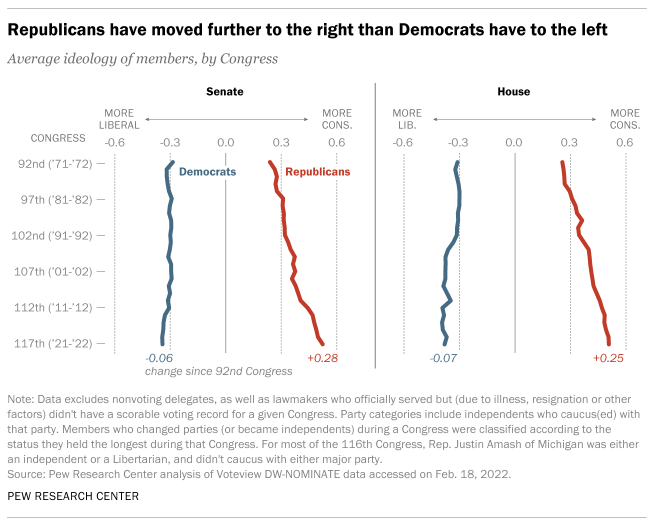 Republicans have moved further to the right than Democrats have to the left
Average ideology of members, by Congress
Senate
House
MORE LIBERAL
MORE CONS.
MORE LIB.
MORE CONS.
CONGRESS
-0.6 -0.3 0.0 0.3 0.6
-0.6 -0.3 0.0 0.3 0.6
92nd ('71-'72)
Democrats
Republicans
97th ('81-'82)
102nd ('91-'92)
107th ('01-'02)
112th ('11-'12)
117th ('21-'22)
-0.06
+0.28
-0.07
+0.25
change since 92nd Congress
Note: Data excludes nonvoting delegates, as well as lawmakers who officially served but (due to illness, resignation or other
factors) didn't have a scorable voting record for a given Congress. Party categories include independents who caucus(ed) with
that party. Members who changed parties (or became independents) during a Congress were classified according to the
status they held the longest during that Congress. For most of the 116th Congress, Rep. Justin Amash of Michigan was either
an independent or a Libertarian, and didn't caucus with either major party.
Source: Pew Research Center analysis of Voteview DW-NOMINATE data accessed on Feb. 18, 2022.
PEW RESEARCH CENTER